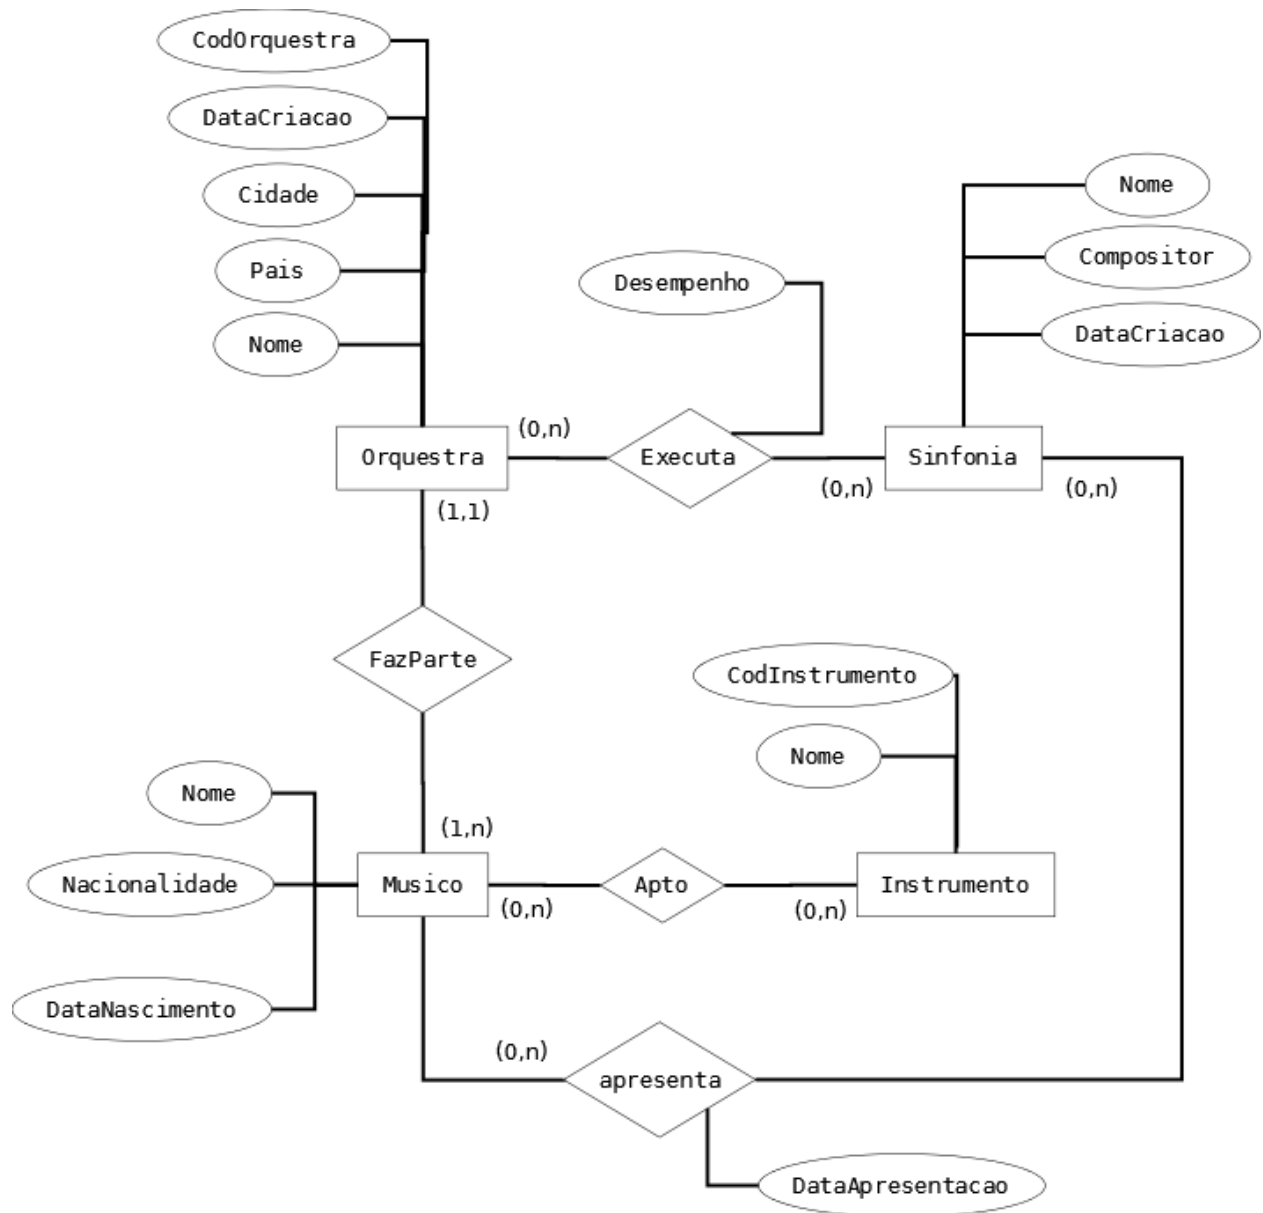 CodOrquestra
DataCriacao
Cidade
Pais
Nome
Nome
Compositor
DataCriacao
Desempenho
(0,n)
Orquestra
Executa
Sinfonia
(0,n)
(0,n)
(1,1)
FazParte
CodInstrumento
Nome
Nome
(1,n)
Nacionalidade
Musico
Apto
Instrumento
(0,n)
(0,n)
DataNascimento
(0,n)
apresenta
DataApresentacao